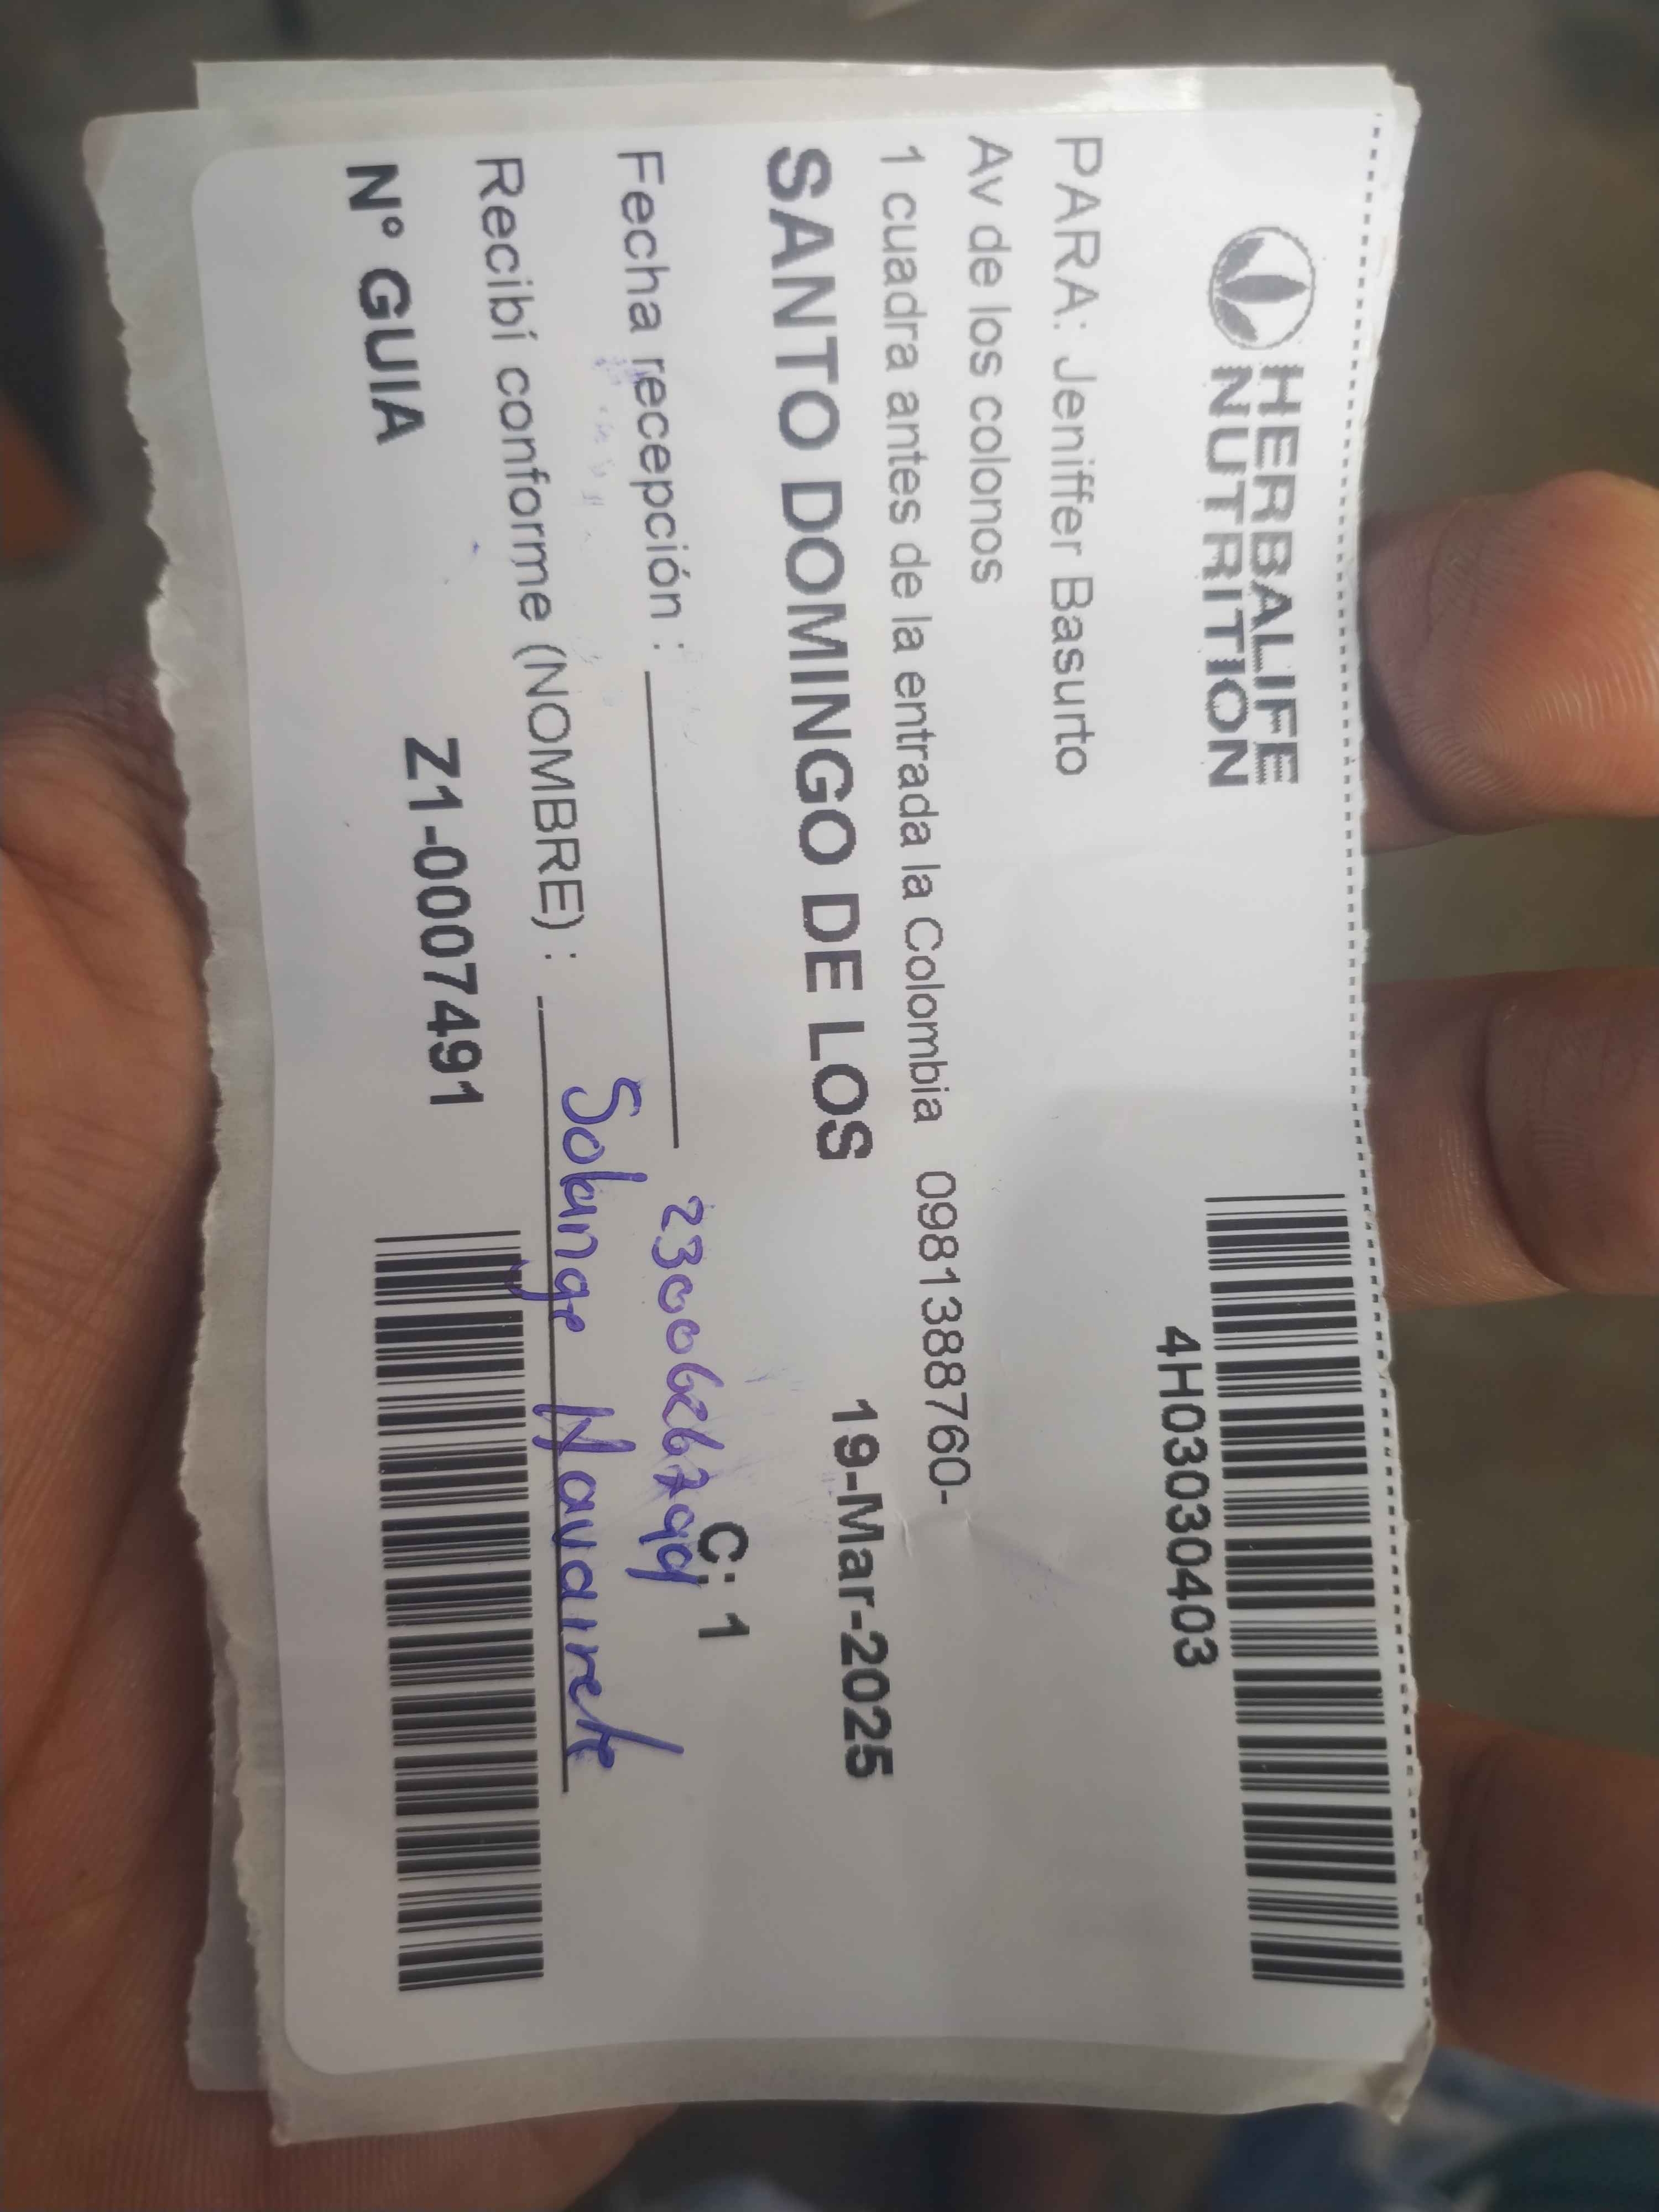 HERBALIFE
NUTRITION
4H03030403
PARA: Jeniffer Basurto
Av de los colonos
1 cuadra antes de la entrada la Colombia 0981388760-
SANTO DOMINGO DE LOS 19-Mar-2025
C: 1
Fecha recepción : 2300626799
Recibí conforme (NOMBRE) : Solange Navarrete
N° GUIA Z1-0007491